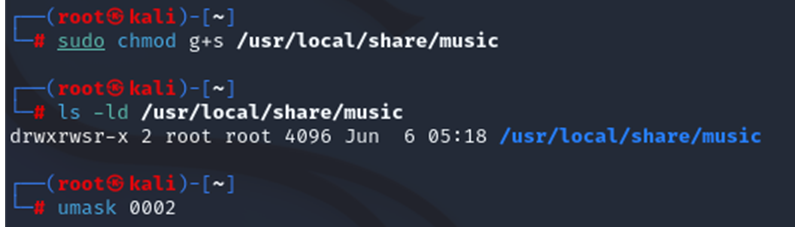 ┌──(root㉿kali)-[~]
└─# sudo chmod g+s /usr/local/share/music
┌──(root㉿kali)-[~]
└─# ls -ld /usr/local/share/music
drwxrwsr-x 2 root root 4096 Jun  6 05:18 /usr/local/share/music
┌──(root㉿kali)-[~]
└─# umask 0002